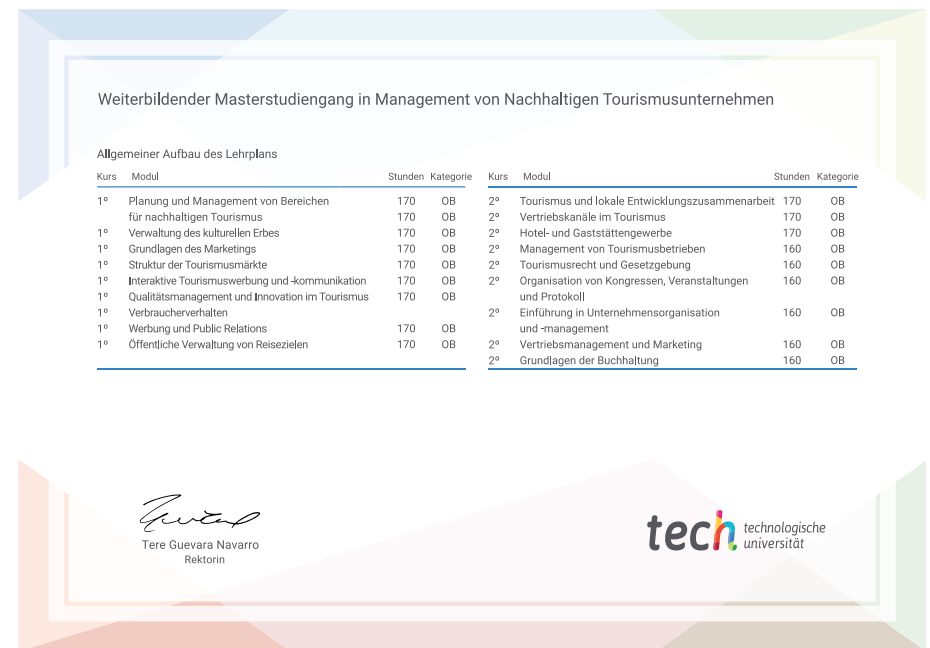 Weiterbildender Masterstudiengang in Management von Nachhaltigen Tourismusunternehmen
Allgemeiner Aufbau des Lehrplans
Kurs Modul Stunden Kategorie
1º Planung und Management von Bereichen 170 OB
für nachhaltigen Tourismus 170 OB
1º Verwaltung des kulturellen Erbes 170 OB
1º Grundlagen des Marketings 170 OB
1º Struktur der Tourismusmärkte 170 OB
1º Interaktive Tourismuswerbung und -kommunikation 170 OB
1º Qualitätsmanagement und Innovation im Tourismus 170 OB
1º Verbraucherverhalten
1º Werbung und Public Relations 170 OB
1º Öffentliche Verwaltung von Reisezielen 170 OB
Kurs Modul Stunden Kategorie
2º Tourismus und lokale Entwicklungszusammenarbeit 170 OB
2º Vertriebskanäle im Tourismus 170 OB
2º Hotel- und Gaststättengewerbe 170 OB
2º Management von Tourismusbetrieben 160 OB
2º Tourismusrecht und Gesetzgebung 160 OB
2º Organisation von Kongressen, Veranstaltungen 160 OB
und Protokoll
2º Einführung in Unternehmensorganisation 160 OB
und -management
2º Vertriebsmanagement und Marketing 160 OB
2º Grundlagen der Buchhaltung 160 OB
Tere Guevara Navarro
Rektorin
tech technologische
universität